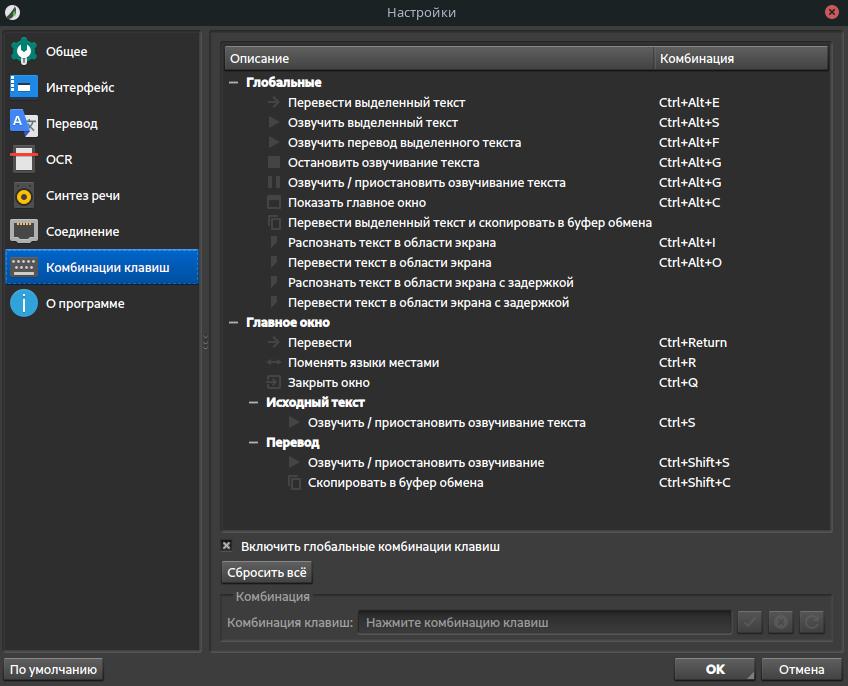 Настройки
Общее
Интерфейс
Перевод
OCR
Синтез речи
Соединение
Комбинации клавиш
О программе
Описание Комбинация
Глобальные
Перевести выделенный текст Ctrl+Alt+E
Озвучить выделенный текст Ctrl+Alt+S
Озвучить перевод выделенного текста Ctrl+Alt+F
Остановить озвучивание текста Ctrl+Alt+G
Озвучить / приостановить озвучивание текста Ctrl+Alt+G
Показать главное окно Ctrl+Alt+C
Перевести выделенный текст и скопировать в буфер обмена
Распознать текст в области экрана Ctrl+Alt+I
Перевести текст в области экрана Ctrl+Alt+O
Распознать текст в области экрана с задержкой
Перевести текст в области экрана с задержкой
Главное окно
Перевести Ctrl+Return
Поменять языки местами Ctrl+R
Закрыть окно Ctrl+Q
Исходный текст
Озвучить / приостановить озвучивание текста Ctrl+S
Перевод
Озвучить / приостановить озвучивание Ctrl+Shift+S
Скопировать в буфер обмена Ctrl+Shift+C
Включить глобальные комбинации клавиш
Сбросить всё
Комбинация
Комбинация клавиш: Нажмите комбинацию клавиш
По умолчанию OK Отмена